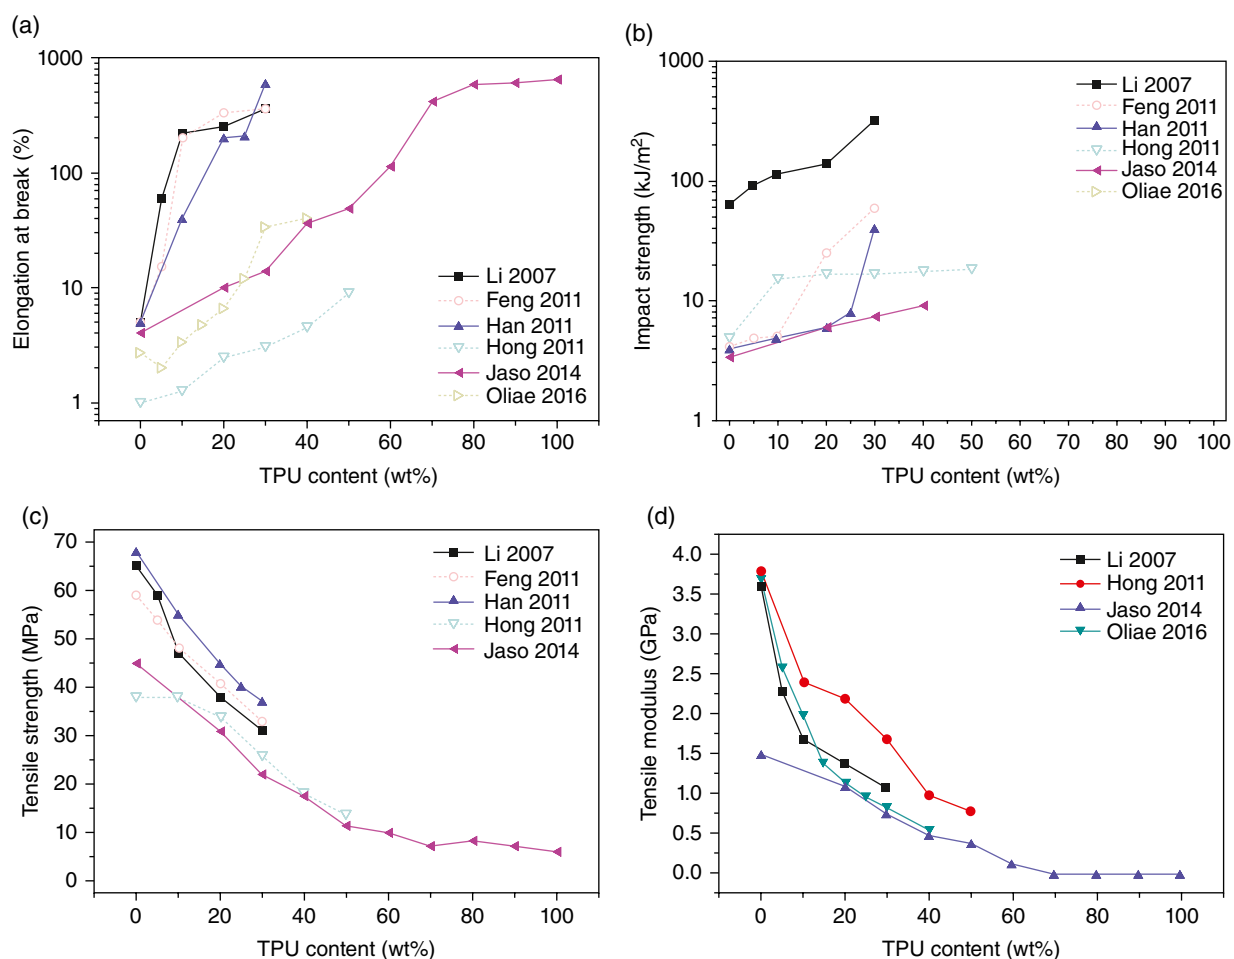 (a)
1000
100
10
1
Elongation at break (%)
Li 2007
Feng 2011
Han 2011
Hong 2011
Jaso 2014
Oliae 2016
0 20 40 60 80 100
TPU content (wt%)
(b)
1000
100
10
1
Impact strength (kJ/m²)
Li 2007
Feng 2011
Han 2011
Hong 2011
Jaso 2014
Oliae 2016
0 10 20 30 40 50 60 70 80 90 100
TPU content (wt%)
(c)
70
60
50
40
30
20
10
0
Tensile strength (MPa)
Li 2007
Feng 2011
Han 2011
Hong 2011
Jaso 2014
0 20 40 60 80 100
TPU content (wt%)
(d)
4.0
3.5
3.0
2.5
2.0
1.5
1.0
0.5
0.0
Tensile modulus (GPa)
Li 2007
Hong 2011
Jaso 2014
Oliae 2016
0 20 40 60 80 100
TPU content (wt%)